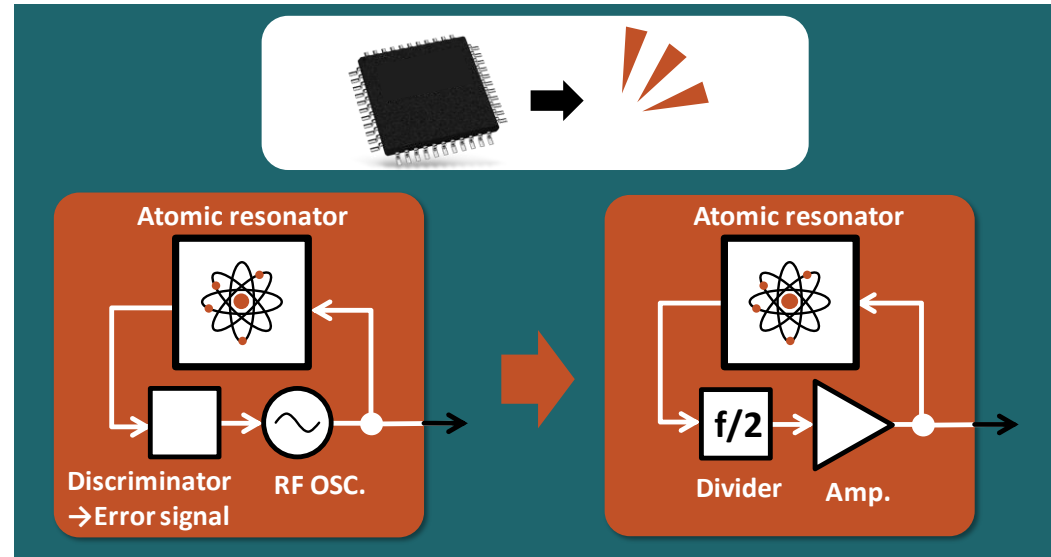 Atomic resonator
Discriminator
→Error signal
RF OSC.
Atomic resonator
f/2
Divider
Amp.